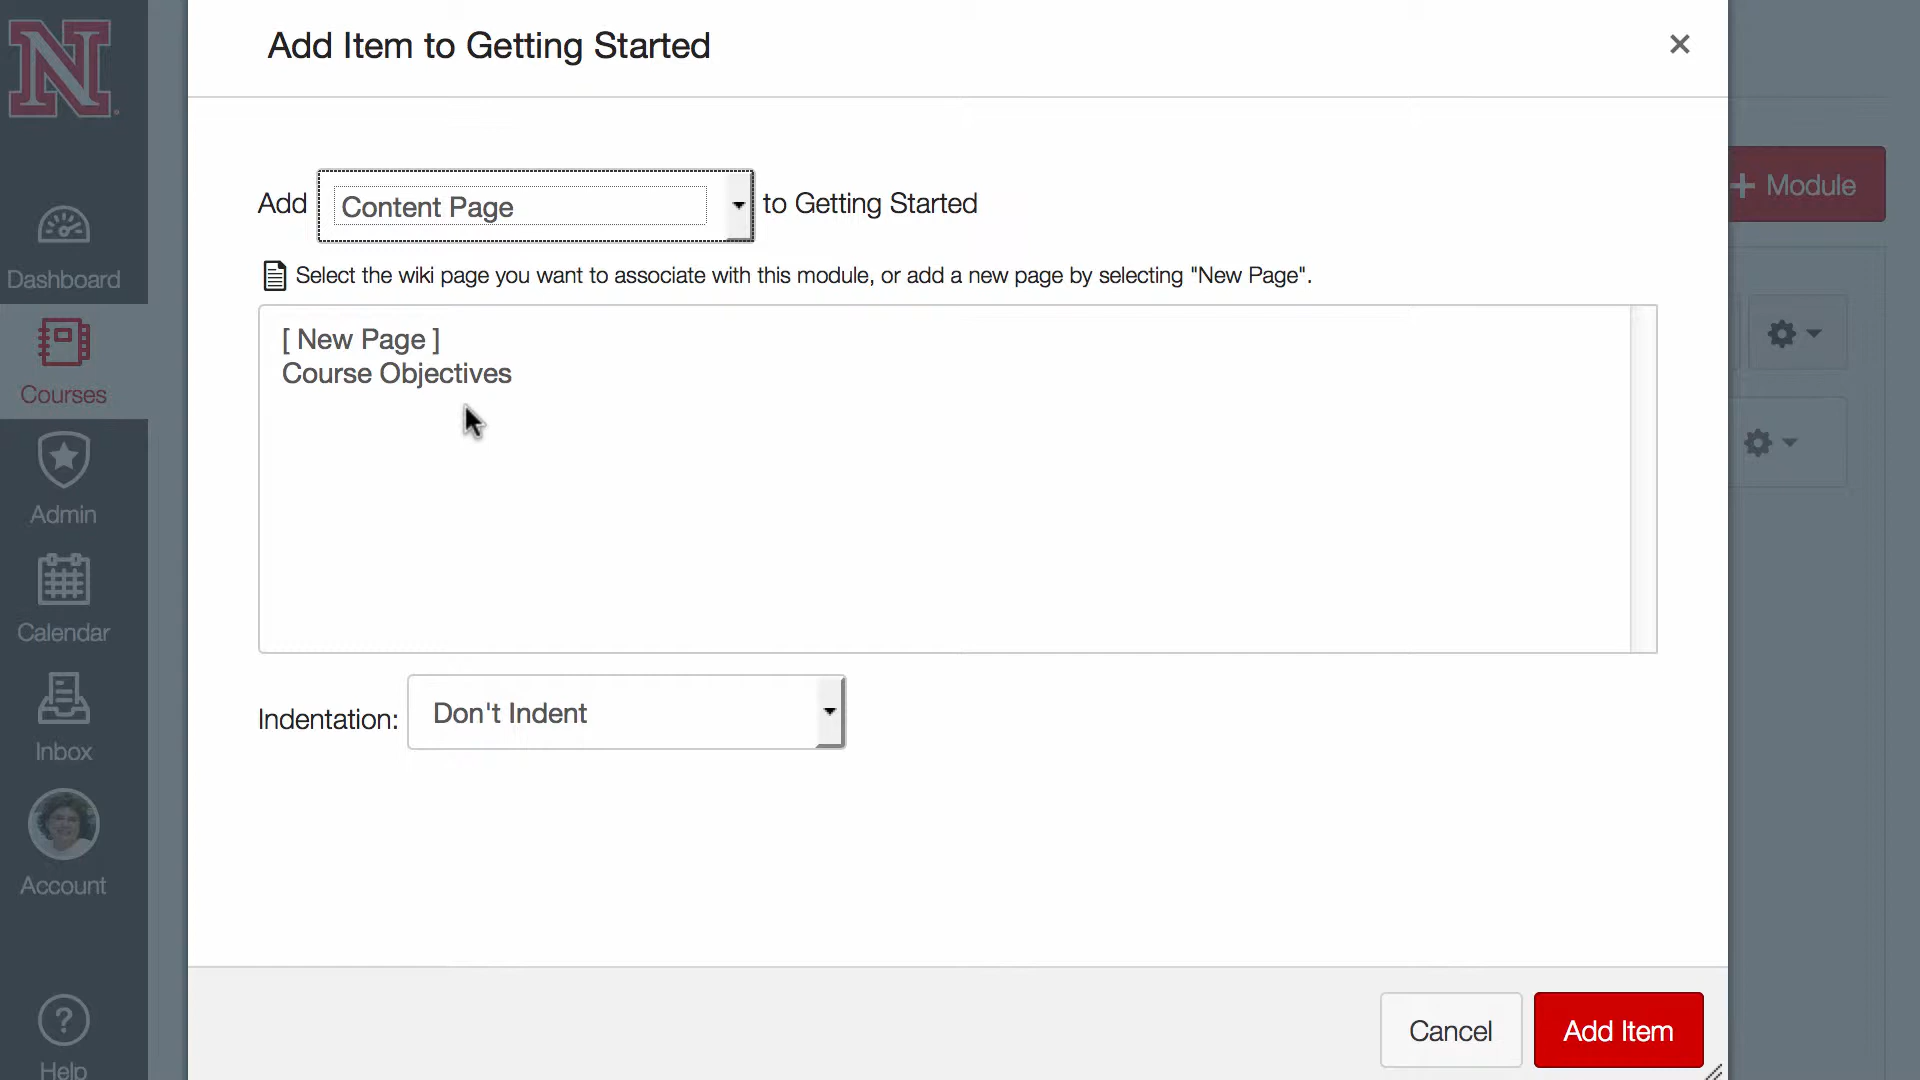 Add Item to Getting Started
N
Dashboard
Courses
Admin
Calendar
Inbox
Account
Help
Module
Add Content Page to Getting Started
Select the wiki page you want to associate with this module, or add a new page by selecting "New Page".
[ New Page ]
Course Objectives
Indentation: Don't Indent
Cancel
Add Item